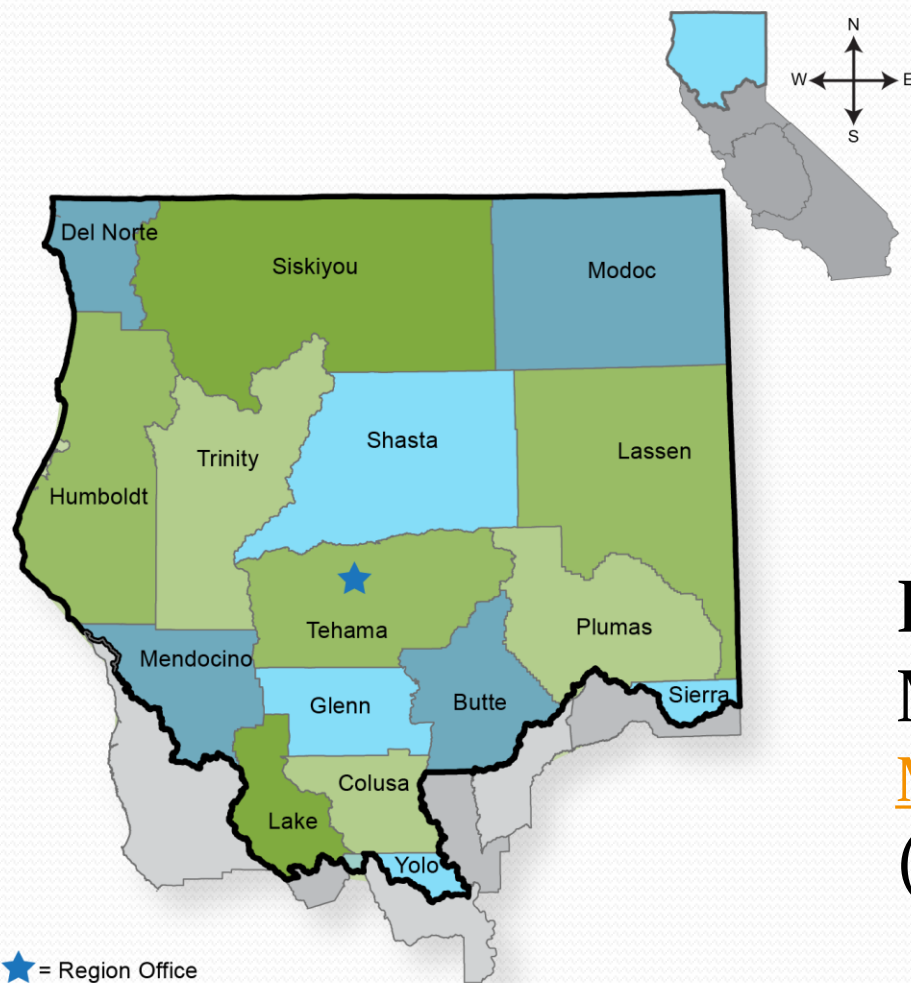 N
W E
S
Del Norte
Siskiyou
Modoc
Shasta
Lassen
Trinity
Humboldt
Tehama
Plumas
Mendocino
Glenn
Butte
Sierra
Colusa
Lake
Yolo
(
= Region Office